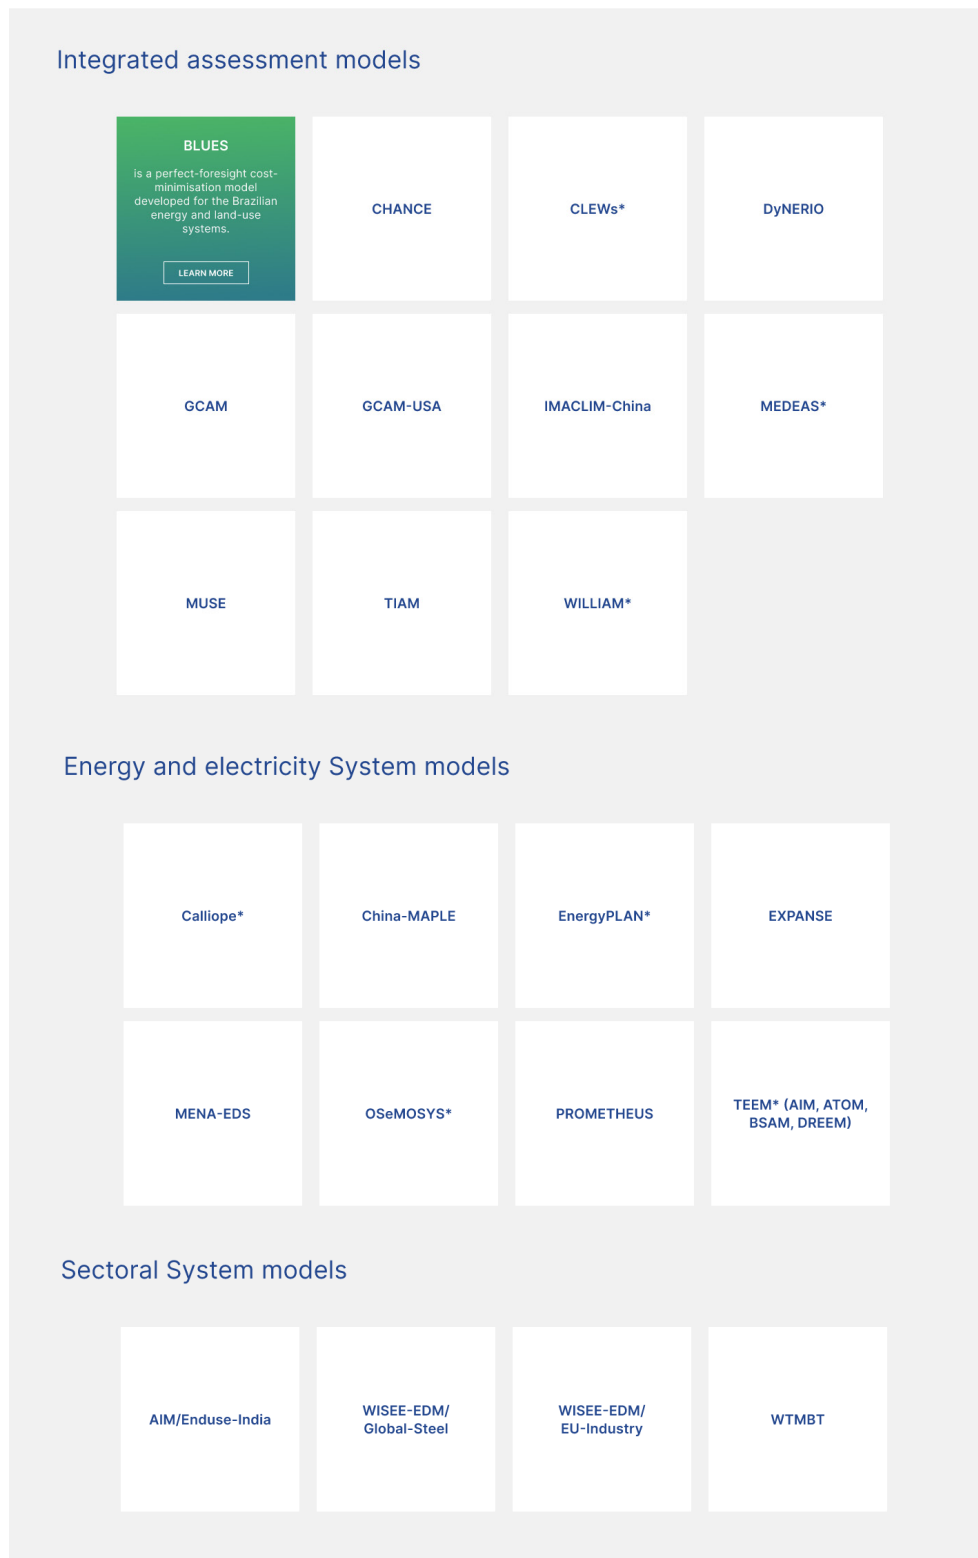 Integrated assessment models
BLUES
is a perfect-foresight cost-
minimisation model
developed for the Brazilian
energy and land-use
systems.
LEARN MORE
CHANCE
CLEWs*
DyNERIO
GCAM
GCAM-USA
IMACLIM-China
MEDEAS*
MUSE
TIAM
WILLIAM*
Energy and electricity System models
Calliope*
China-MAPLE
EnergyPLAN*
EXPANSE
MENA-EDS
OSeMOSYS*
PROMETHEUS
TEEM* (AIM, ATOM,
BSAM, DREEM)
Sectoral System models
AIM/Enduse-India
WISEE-EDM/
Global-Steel
WISEE-EDM/
EU-Industry
WTMBT